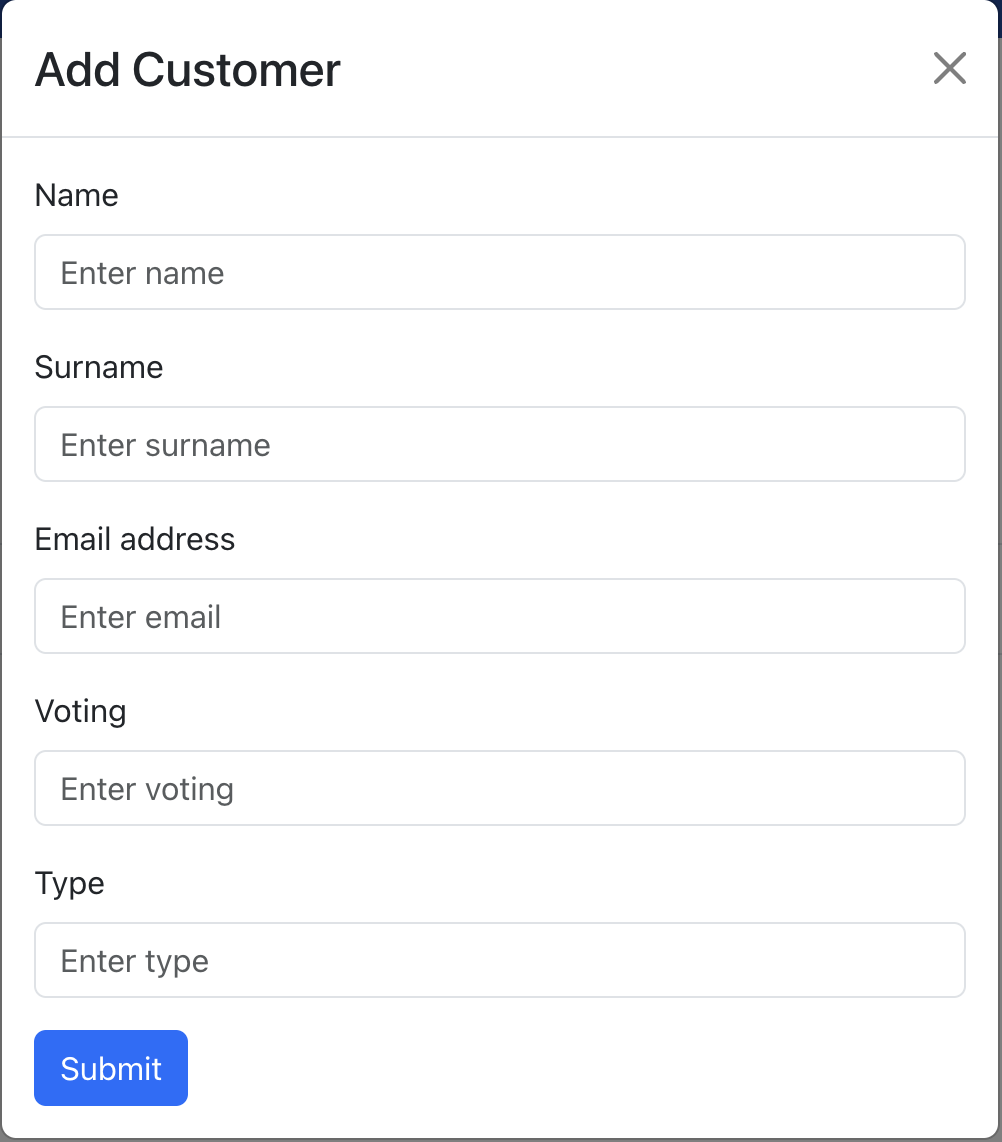 Add Customer
Name
Enter name
Surname
Enter surname
Email address
Enter email
Voting
Enter voting
Type
Enter type
Submit